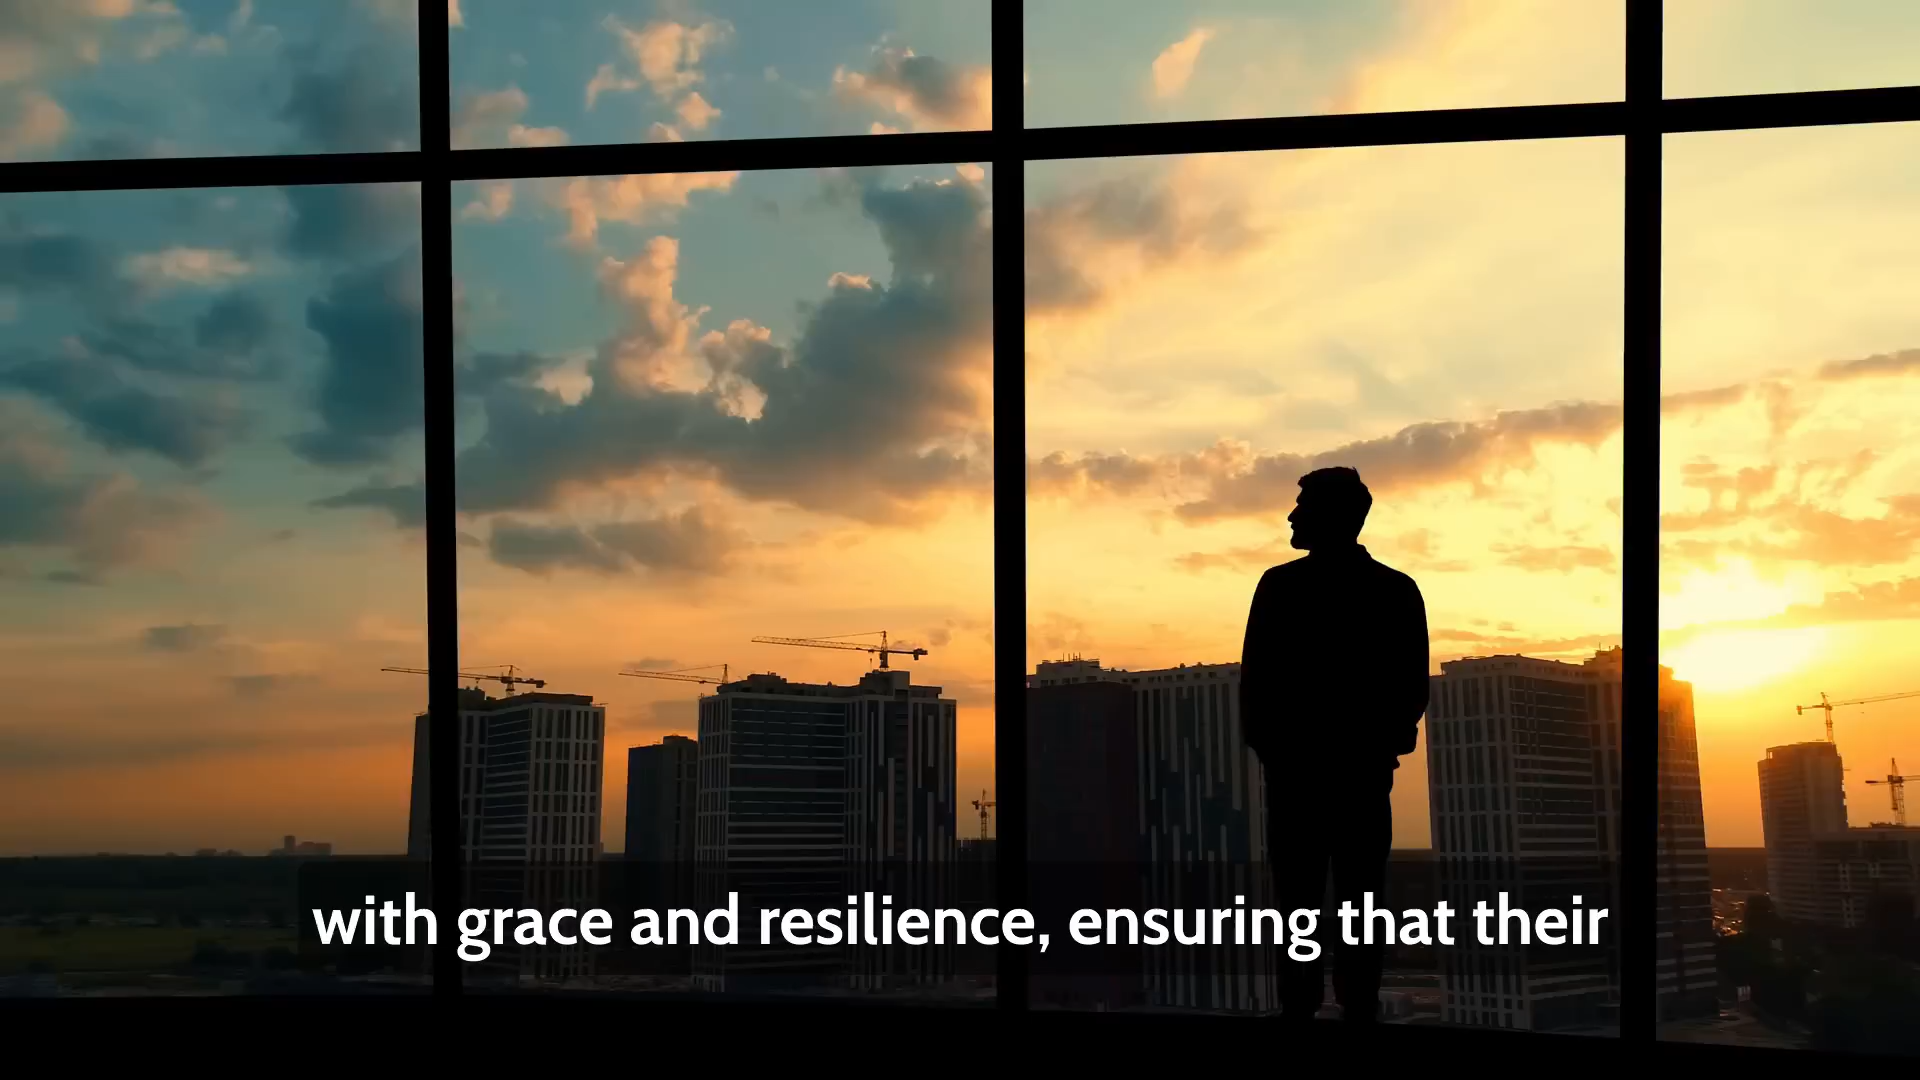 with grace and resilience, ensuring that their